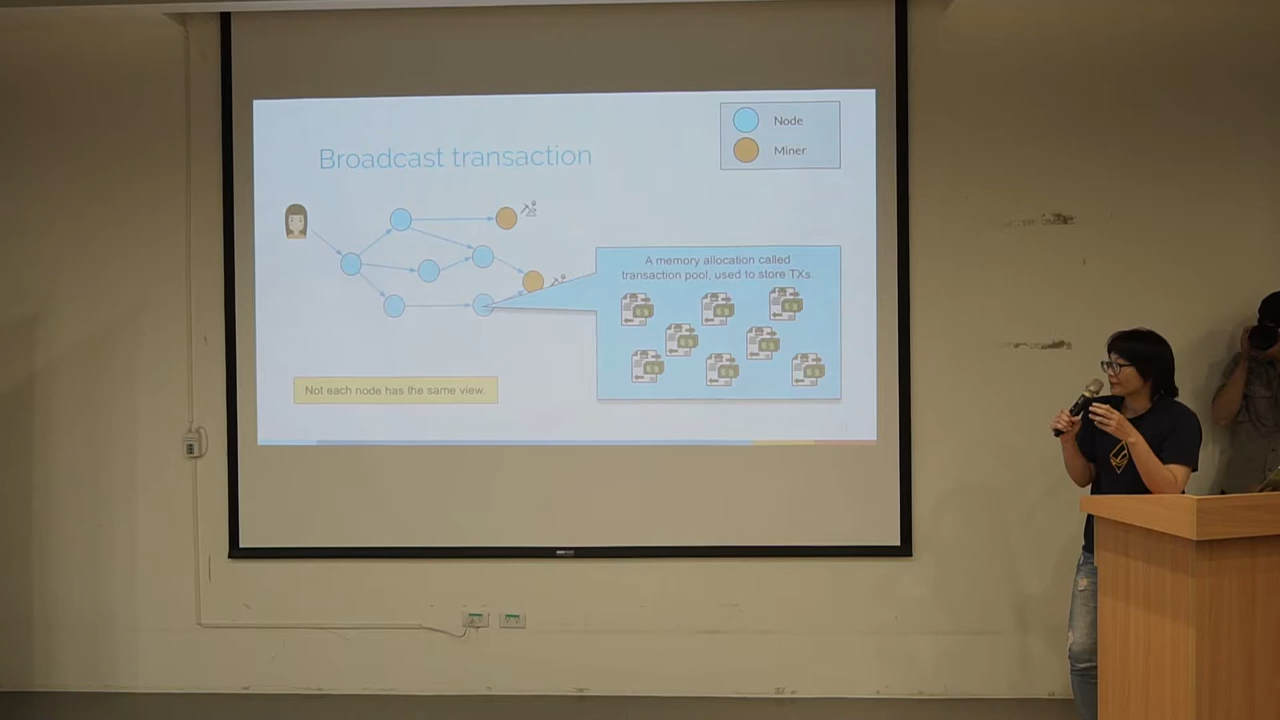 Node
Miner
Broadcast transaction
A memory allocation called
transaction pool, used to store TXs.
Not each node has the same view.